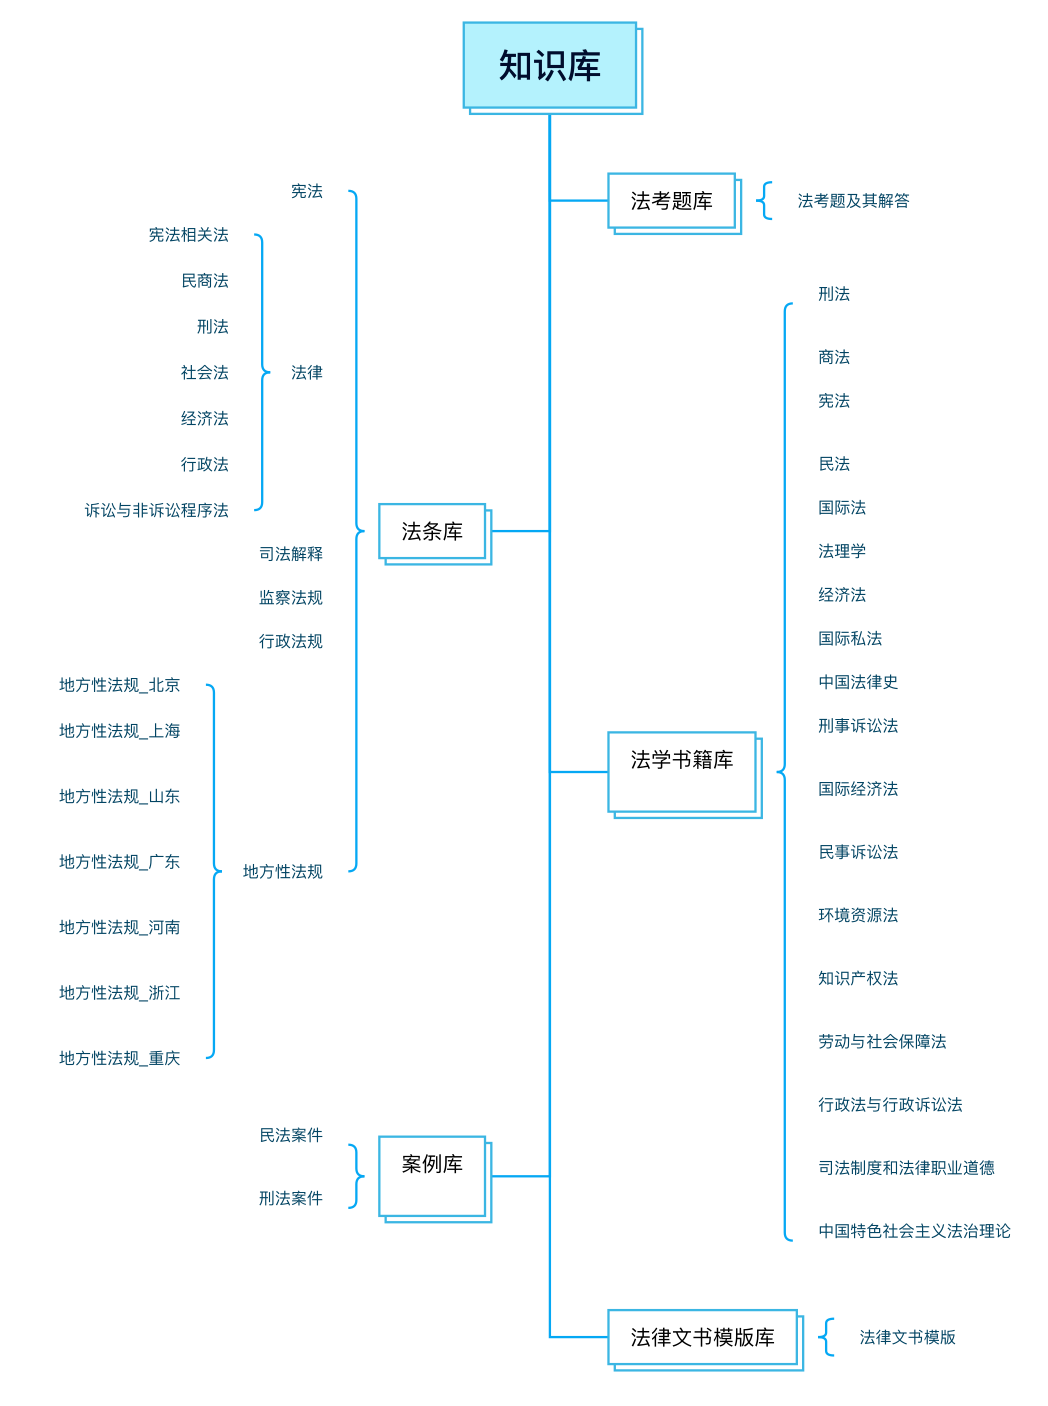 知识库
法考题库
法考题及其解答
法条库
宪法
法律
宪法相关法
民商法
刑法
社会法
经济法
行政法
诉讼与非诉讼程序法
司法解释
监察法规
行政法规
地方性法规
地方性法规_北京
地方性法规_上海
地方性法规_山东
地方性法规_广东
地方性法规_河南
地方性法规_浙江
地方性法规_重庆
法学书籍库
刑法
商法
宪法
民法
国际法
法理学
经济法
国际私法
中国法律史
刑事诉讼法
国际经济法
民事诉讼法
环境资源法
知识产权法
劳动与社会保障法
行政法与行政诉讼法
司法制度和法律职业道德
中国特色社会主义法治理论
案例库
民法案件
刑法案件
法律文书模版库
法律文书模版